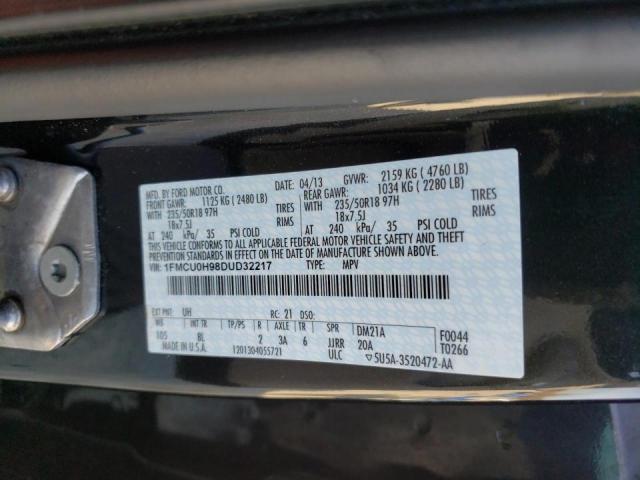 MFD. BY FORD MOTOR CO.
DATE: 04/13 GVWR: 2159 KG ( 4760 LB)
FRONT GAWR: 1125 KG ( 2480 LB) REAR GAWR: 1034 KG ( 2280 LB)
WITH 235/50R18 97H TIRES WITH 235/50R18 97H TIRES
18x7.5J RIMS 18x7.5J RIMS
AT 240 kPa/ 35 PSI COLD AT 240 kPa/ 35 PSI COLD
THIS VEHICLE CONFORMS TO ALL APPLICABLE FEDERAL MOTOR VEHICLE SAFETY AND BUMPER
STANDARDS IN EFFECT ON THE DATE OF MANUFACTURE SHOWN ABOVE.
VIN: 1FMCU0H98DUD32217 TYPE: MPV
EXT PNT: UH RC: 21 DSO:
WB INT TR TP/PS R AXLE TR SPR DM21A F0044
105 8L 2 3A 6 JJRR 20A T0266
MADE IN U.S.A. 1201304055721 ULC 5U5A-3520472-AA